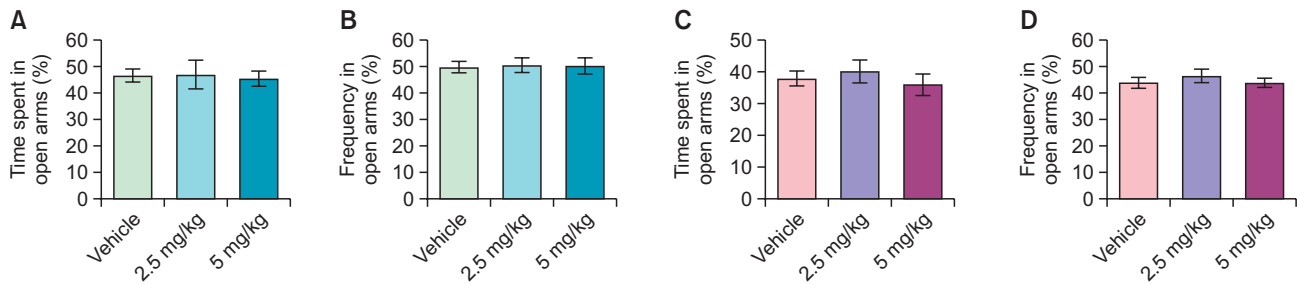 A
Time spent in
open arms (%)
60
50
40
30
20
10
0
Vehicle
2.5 mg/kg
5 mg/kg
B
Frequency in
open arms (%)
60
50
40
30
20
10
0
Vehicle
2.5 mg/kg
5 mg/kg
C
Time spent in
open arms (%)
50
40
30
20
10
0
Vehicle
2.5 mg/kg
5 mg/kg
D
Frequency in
open arms (%)
60
50
40
30
20
10
0
Vehicle
2.5 mg/kg
5 mg/kg